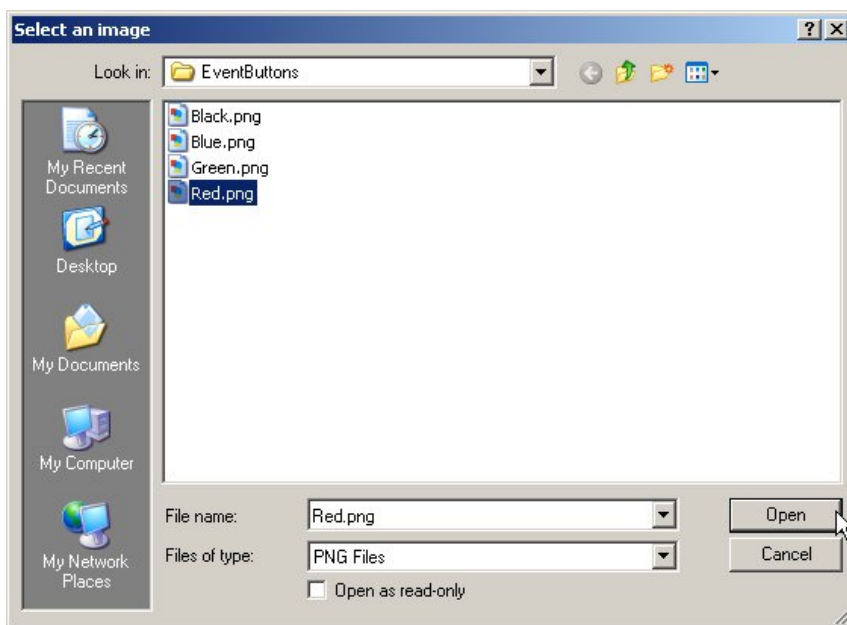 Select an image
Look in: EventButtons
My Recent
Documents
Desktop
My Documents
My Computer
My Network
Places
Black.png
Blue.png
Green.png
Red.png
File name: Red.png Open
Files of type: PNG Files Cancel
Open as read-only